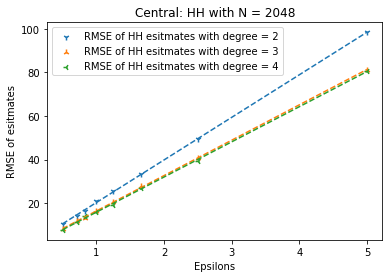 Central: HH with N = 2048
RMSE of HH esitmates with degree = 2
RMSE of HH esitmates with degree = 3
RMSE of HH esitmates with degree = 4
RMSE of esitmates
100
80
60
40
20
1
2
3
4
5
Epsilons